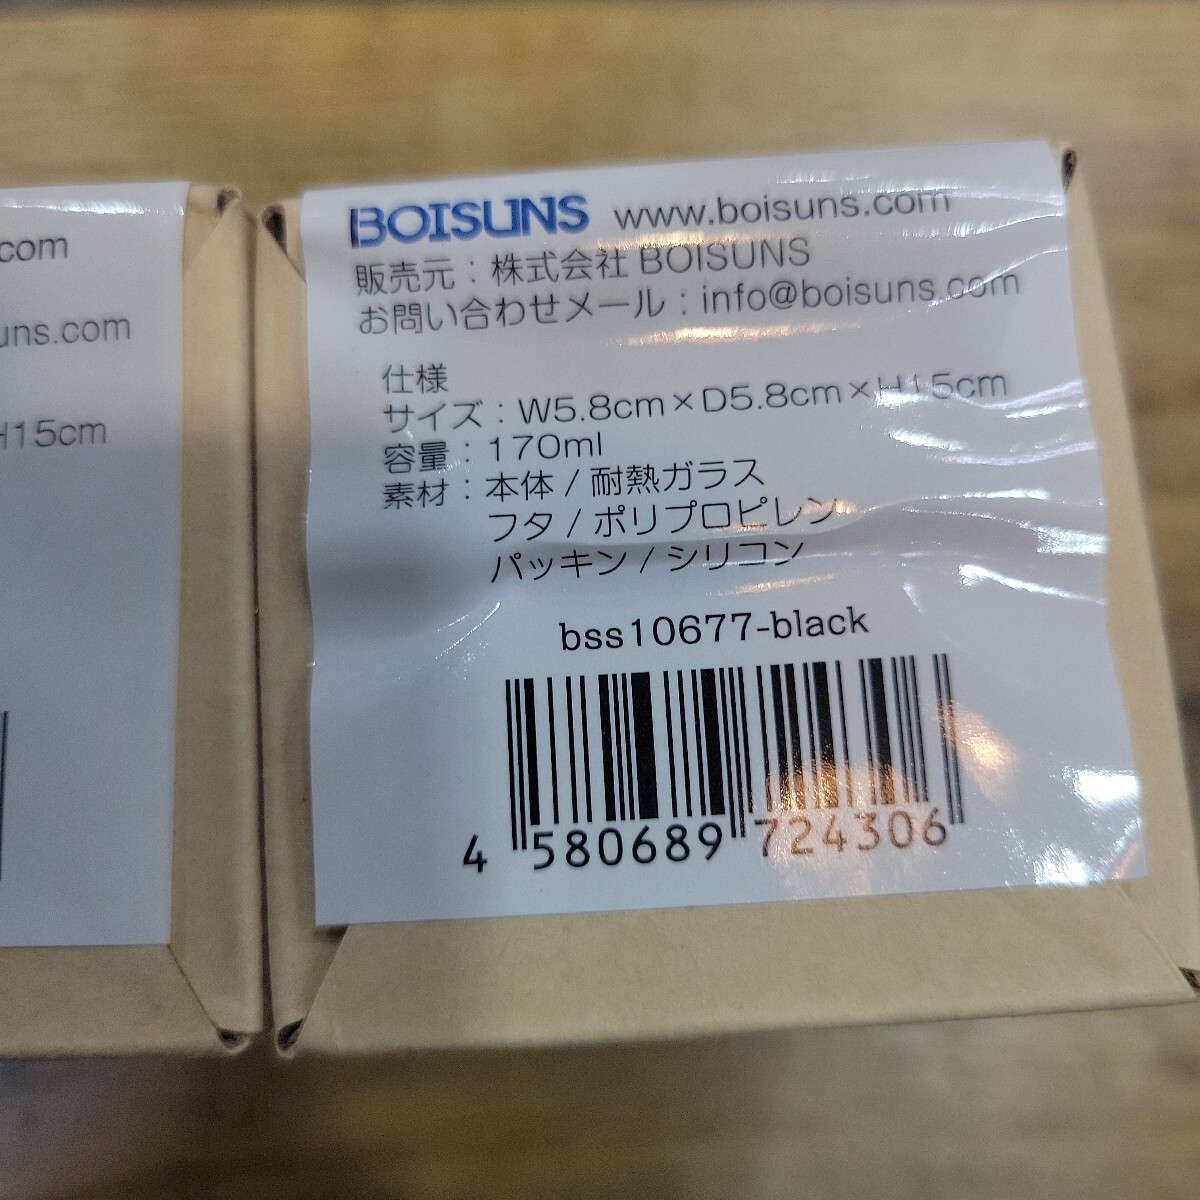 .com
uns.com
H15cm
BOISUNS www.boisuns.com
販売元：株式会社 BOISUNS
お問い合わせメール：info@boisuns.com
仕様
サイズ：W5.8cm×D5.8cm×H15cm
容量：170ml
素材：本体 / 耐熱ガラス
フタ / ポリプロピレン
パッキン / シリコン
bss10677-black
4 580689 724306